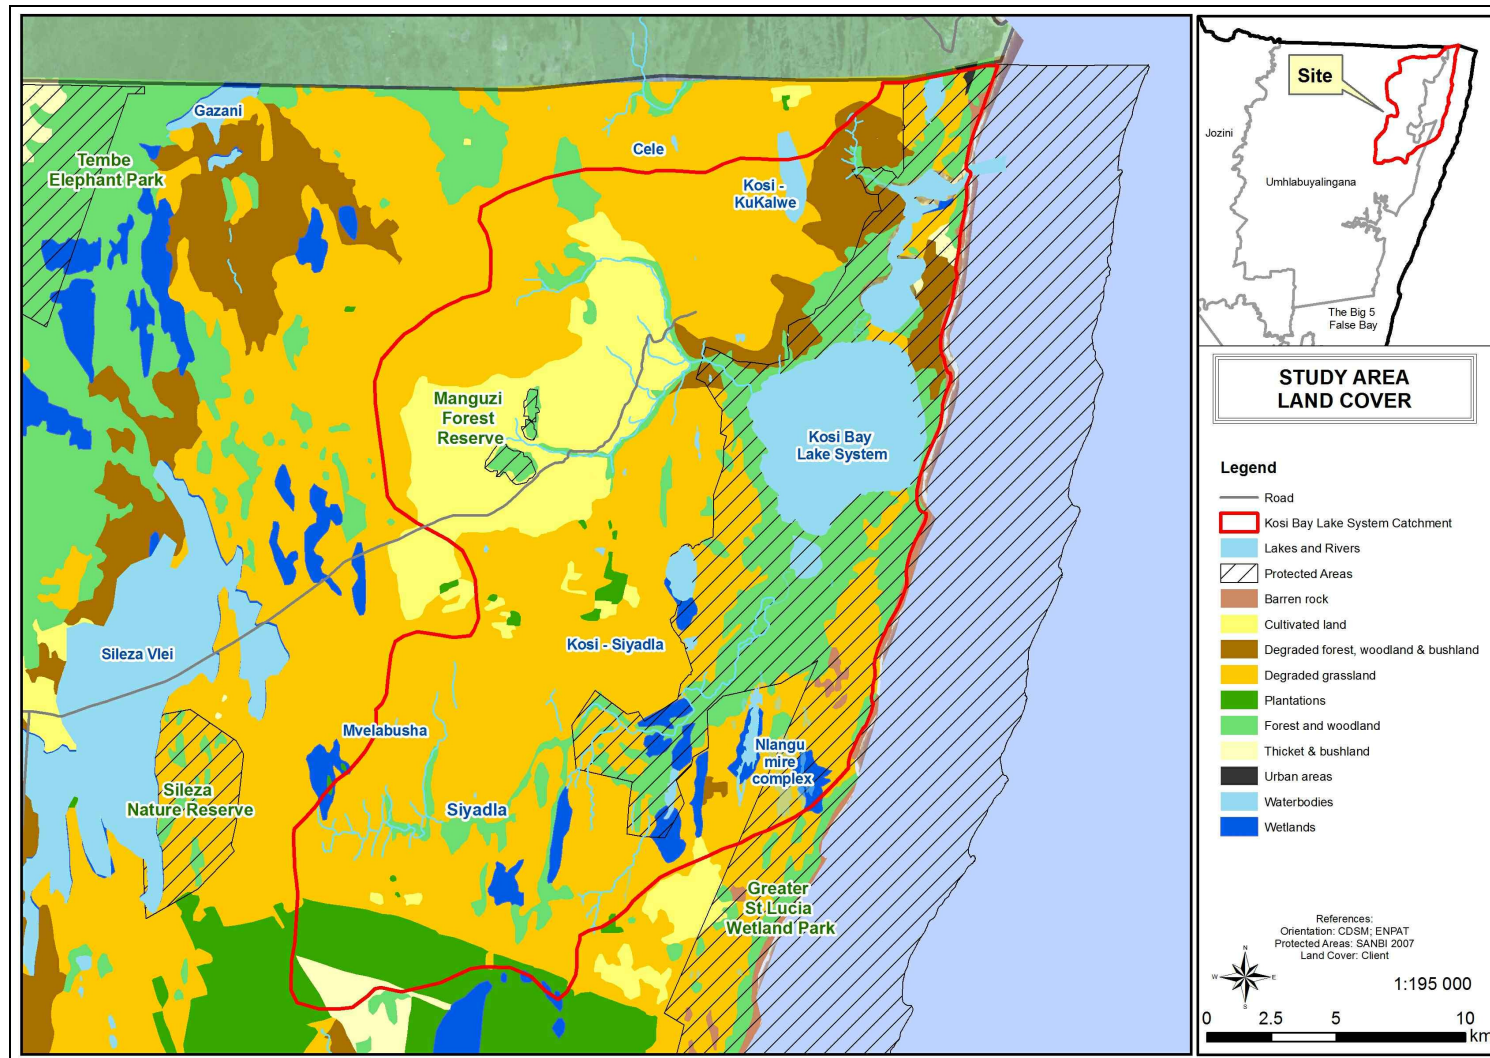 Gazani
Tembe
Elephant Park
Cele
Kosi -
KuKalwe
Manguzi
Forest
Reserve
Kosi Bay
Lake System
Sileza Vlei
Kosi - Siyadla
Mvelabusha
Nlangu
mire
complex
Sileza
Nature Reserve
Siyadla
Greater
St Lucia
Wetland Park
Site
Jozini
Umhlabuyalingana
The Big 5
False Bay
STUDY AREA
LAND COVER
Legend
Road
Kosi Bay Lake System Catchment
Lakes and Rivers
Protected Areas
Barren rock
Cultivated land
Degraded forest, woodland & bushland
Degraded grassland
Plantations
Forest and woodland
Thicket & bushland
Urban areas
Waterbodies
Wetlands
References:
Orientation: CDSM; ENPAT
Protected Areas: SANBI 2007
Land Cover: Client
N
W E
S
1:195 000
0 2.5 5 10
km